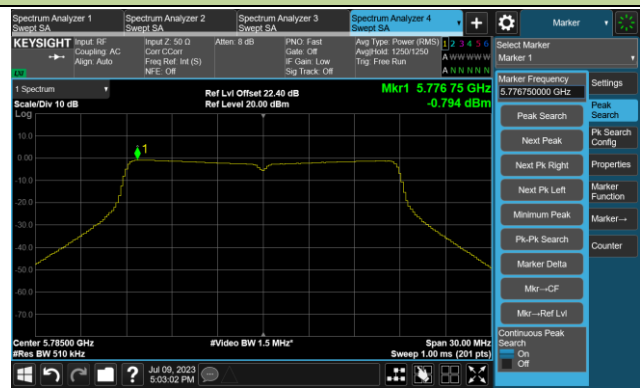 Spectrum Analyzer 1
Swept SA
Spectrum Analyzer 2
Swept SA
Spectrum Analyzer 3
Swept SA
Spectrum Analyzer 4
Swept SA
+
Marker
KEYSIGHT
Input: RF
Coupling: AC
Align: Auto
Input Z: 50 Ω
Corr CCorr
Freq Ref: Int (S)
NFE: Off
Atten: 8 dB
PNO: Fast
Gate: Off
IF Gain: Low
Sig Track: Off
Avg Type: Power (RMS)
Avg|Hold: 1250/1250
Trig: Free Run
1 2 3 4 5 6
A W W W W W
A N N N N N
Select Marker
Marker 1
LXI
1 Spectrum
Scale/Div 10 dB
Log
Ref Lvl Offset 22.40 dB
Ref Level 20.00 dBm
Mkr1 5.776 75 GHz
-0.794 dBm
1
10.0
0.00
-10.0
-20.0
-30.0
-40.0
-50.0
-60.0
-70.0
Center 5.78500 GHz
#Res BW 510 kHz
#Video BW 1.5 MHz*
Span 30.00 MHz
Sweep 1.00 ms (201 pts)
Marker Frequency
5.776750000 GHz
Peak Search
Next Peak
Next Pk Right
Next Pk Left
Minimum Peak
Pk-Pk Search
Marker Delta
Mkr→CF
Mkr→Ref Lvl
Continuous Peak
Search
On
Off
Settings
Peak
Search
Pk Search
Config
Properties
Marker
Function
Marker→
Counter
?
Jul 09, 2023
5:03:02 PM